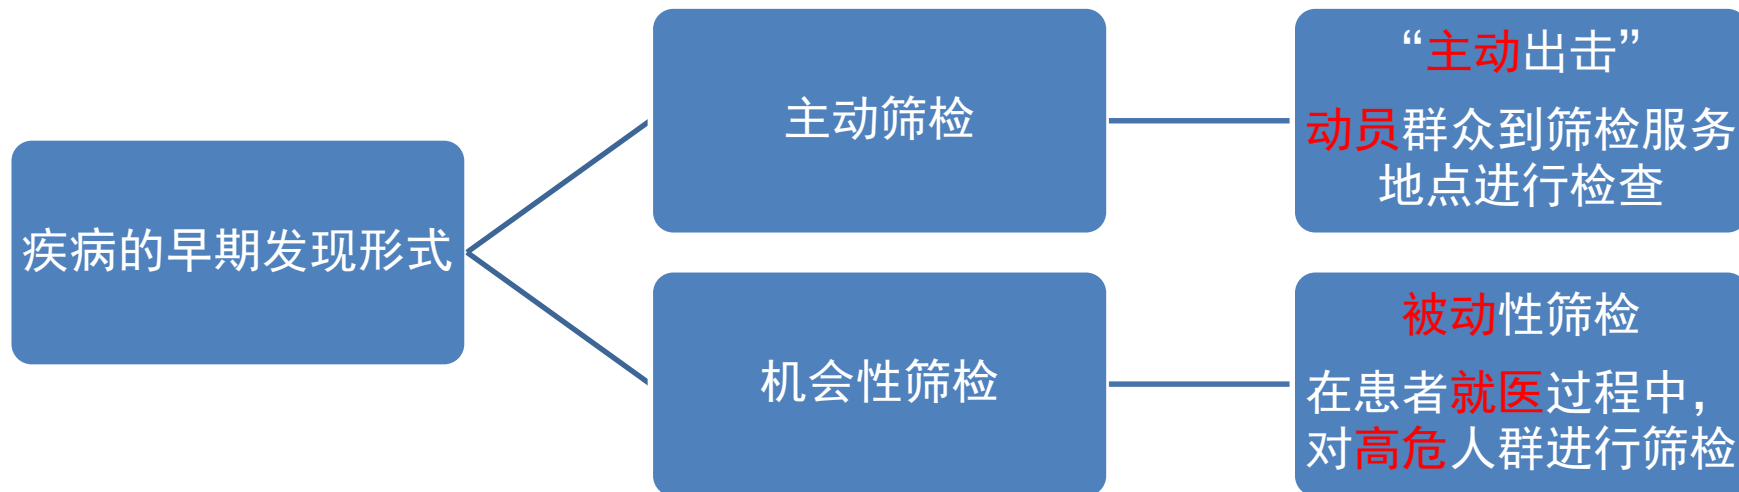 疾病的早期发现形式
主动筛检
“主动出击”
动员群众到筛检服务
地点进行检查
机会性筛检
被动性筛检
在患者就医过程中，
对高危人群进行筛检